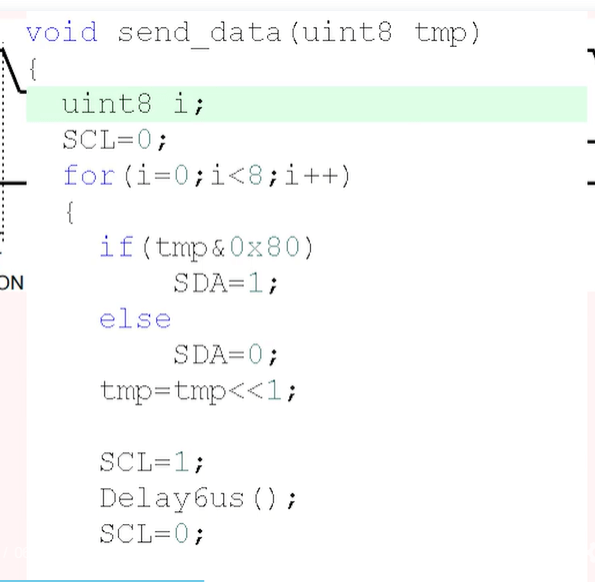 void send_data(uint8 tmp)
{
uint8 i;
SCL=0;
for(i=0;i<8;i++)
{
if(tmp&0x80)
SDA=1;
else
ON
SDA=0;
tmp=tmp<<1;
SCL=1;
Delay6us();
SCL=0;